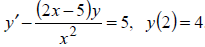 y′ − (2x − 5)y / x² = 5, y(2) = 4